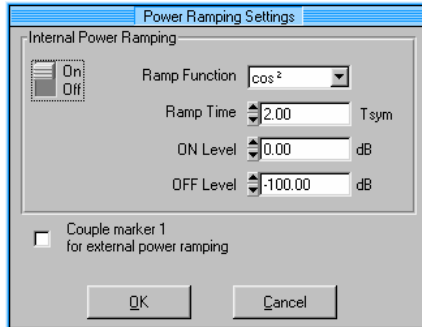 Power Ramping Settings
Internal Power Ramping
On
Off
Ramp Function cos²
Ramp Time 2.00 Tsym
ON Level 0.00 dB
OFF Level -100.00 dB
Couple marker 1
for external power ramping
OK Cancel